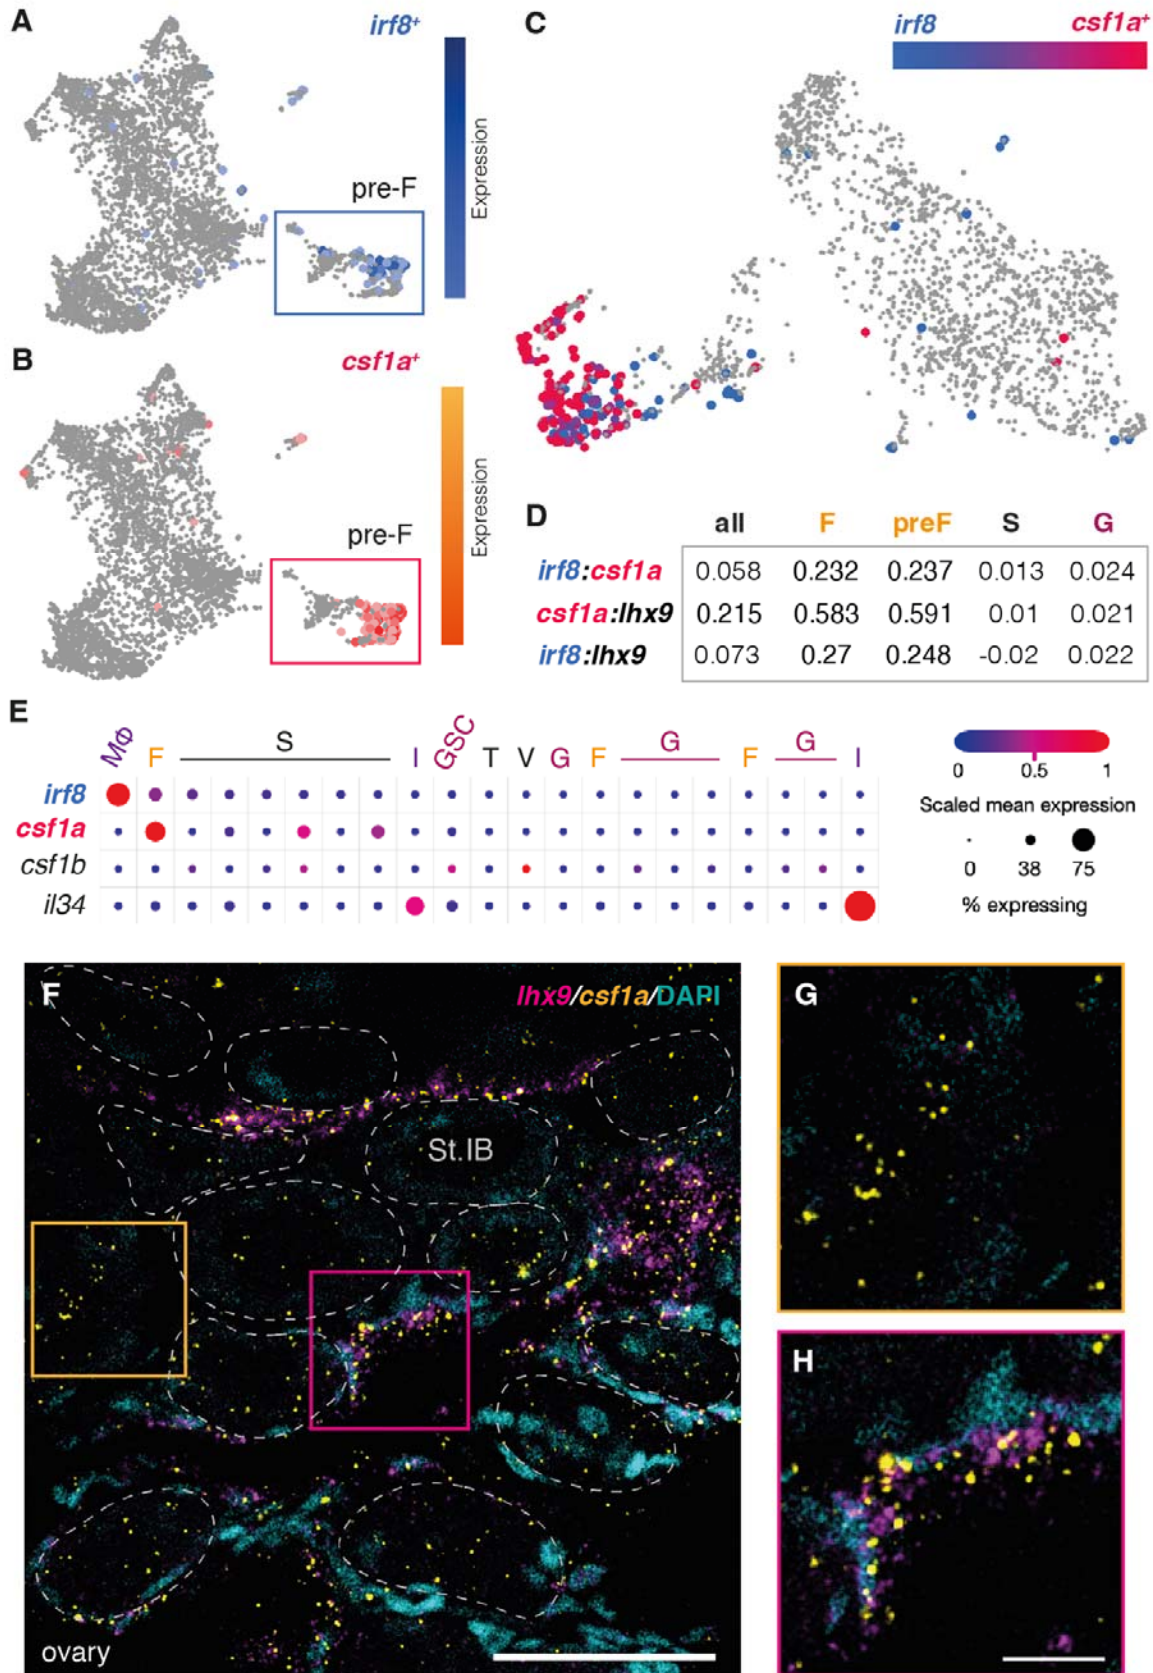 A
irf8⁺
Expression
pre-F
B
csf1a⁺
Expression
pre-F
C
irf8 csf1a⁺
D
all F preF S G
irf8:csf1a 0.058 0.232 0.237 0.013 0.024
csf1a:lhx9 0.215 0.583 0.591 0.01 0.021
irf8:lhx9 0.073 0.27 0.248 -0.02 0.022
E
MΦ F S I GSC T V G F G F G I
irf8
csf1a
csf1b
il34
0 0.5 1
Scaled mean expression
0 38 75
% expressing
F
lhx9/csf1a/DAPI
St.IB
ovary
G
H